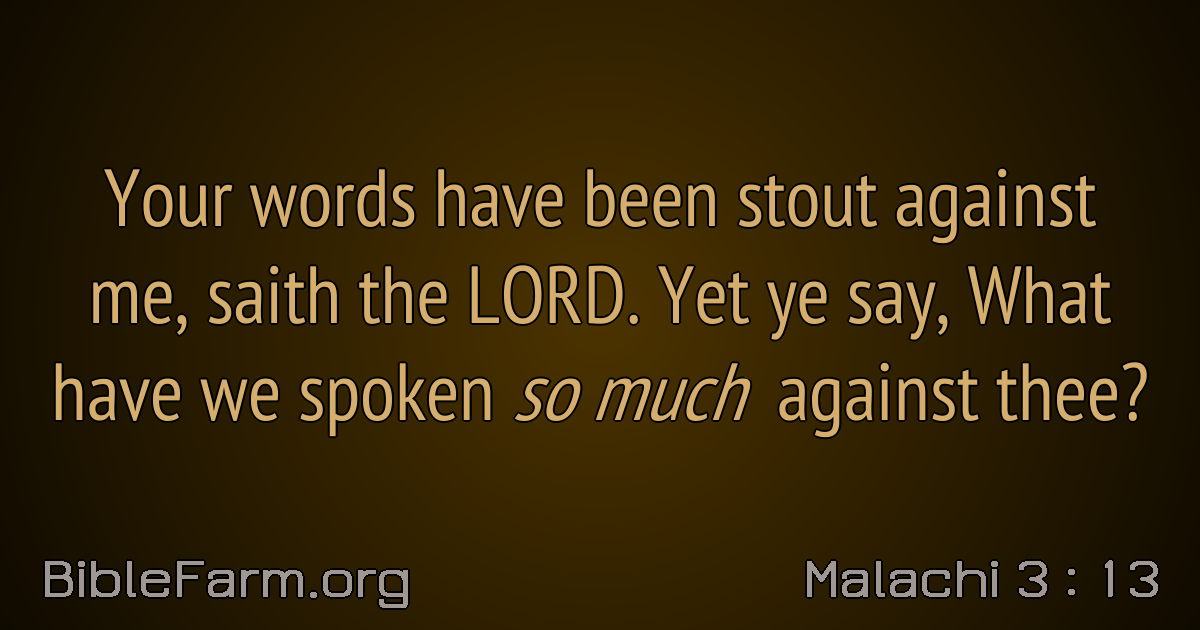 Your words have been stout against
me, saith the LORD. Yet ye say, What
have we spoken so much against thee?
BibleFarm.org
Malachi 3 : 13